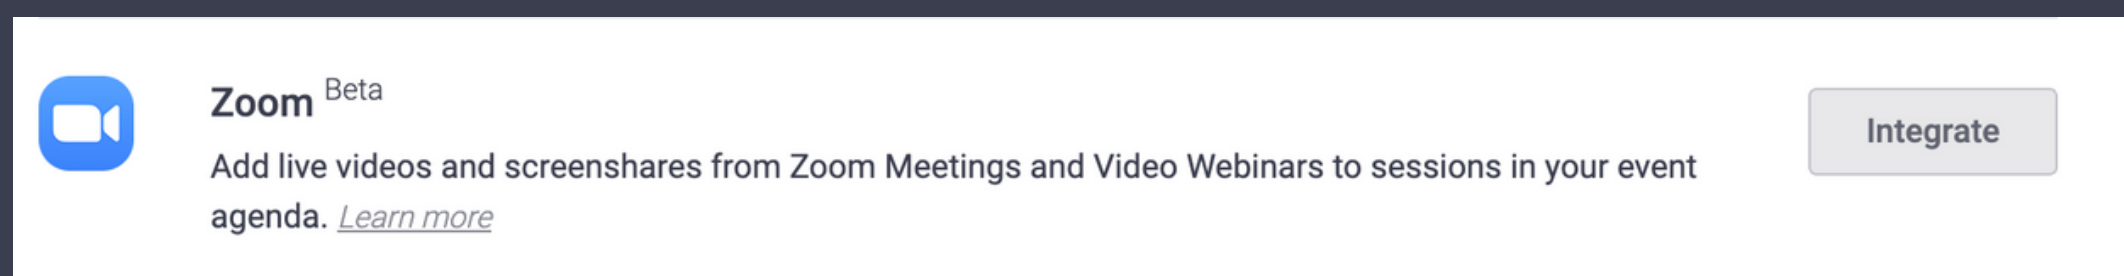 Zoom Beta
Add live videos and screenshares from Zoom Meetings and Video Webinars to sessions in your event
agenda. Learn more
Integrate